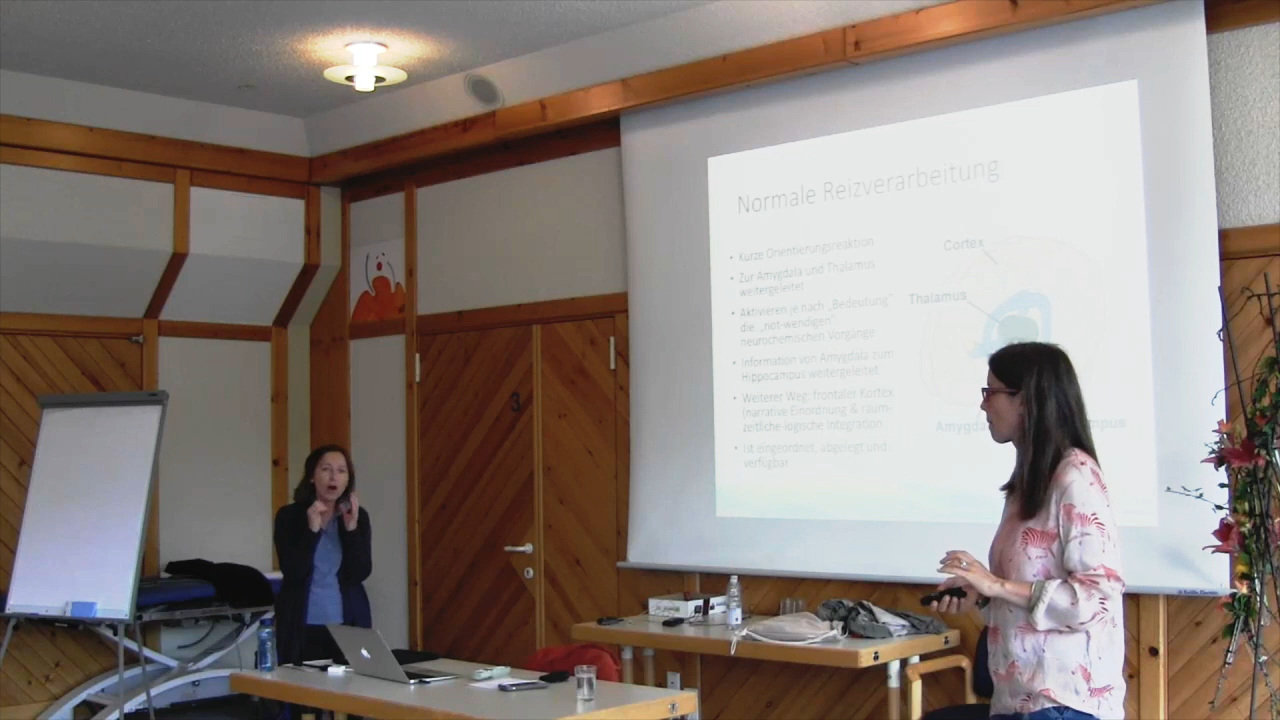 Normale Reizverarbeitung
• Kurze Orientierungsreaktion
• Zur Amygdala und Thalamus
weitergeleitet
• Aktivieren je nach „Bedeutung"
die „not-wendigen"
neurochemischen Vorgänge
• Information von Amygdala zum
Hippocampus weitergeleitet
• Weiterer Weg: frontaler Kortex
(narrative Einordnung & raum-
zeitliche-logische Integration
• Ist eingeordnet, abgelegt und
verfügbar
Cortex
Thalamus
3